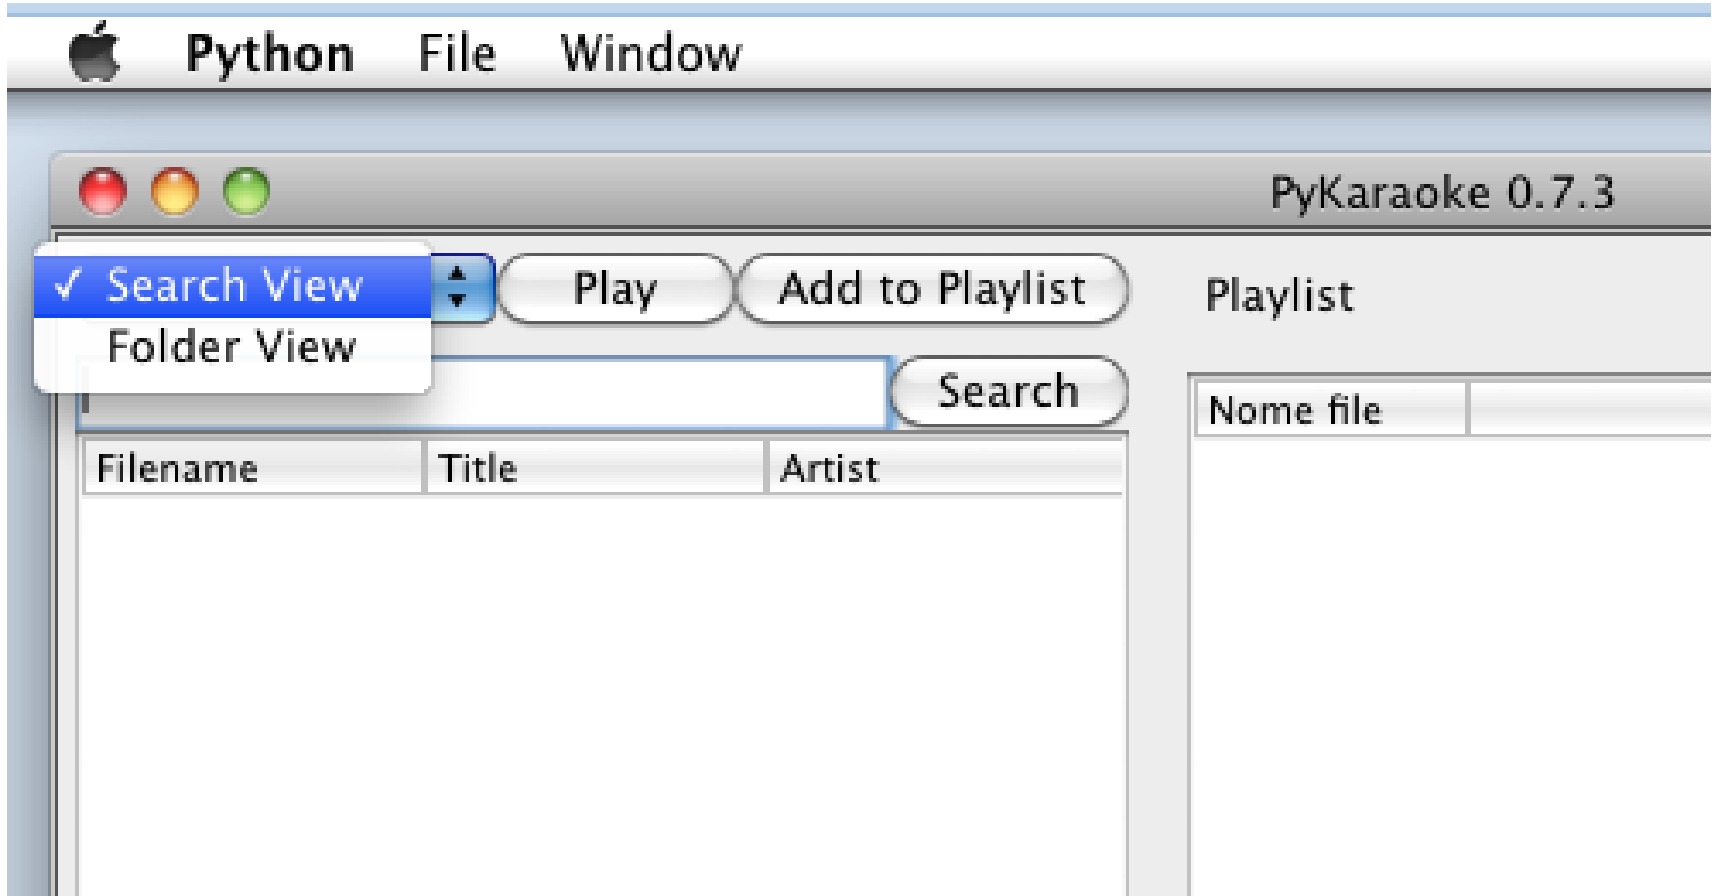 Python File Window
PyKaraoke 0.7.3
✓ Search View
Folder View
Play
Add to Playlist
Search
Filename Title Artist
Playlist
Nome file